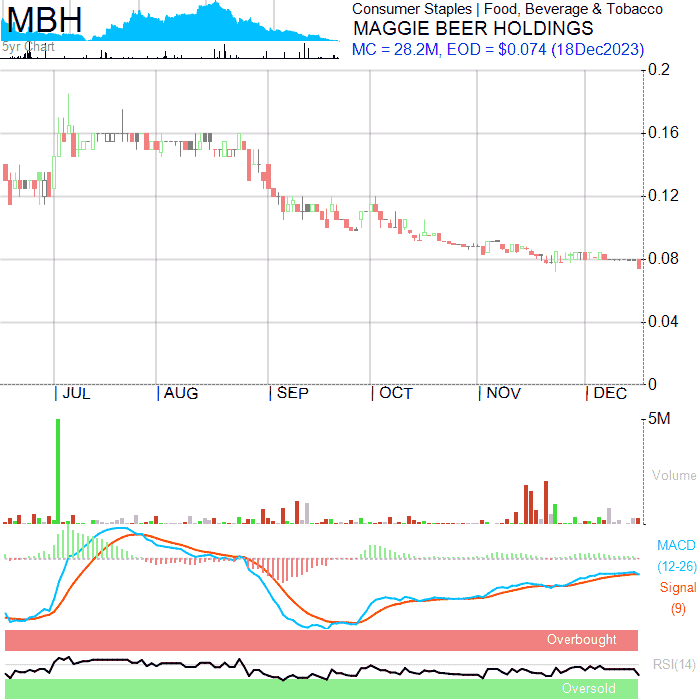 MBH
5yr Chart
Consumer Staples | Food, Beverage & Tobacco
MAGGIE BEER HOLDINGS
MC = 28.2M, EOD = $0.074 (18Dec2023)
0.2
0.16
0.12
0.08
0.04
0
| JUL | AUG | SEP | OCT | NOV | DEC
5M
Volume
MACD
(12-26)
Signal
(9)
Overbought
RSI(14)
Oversold